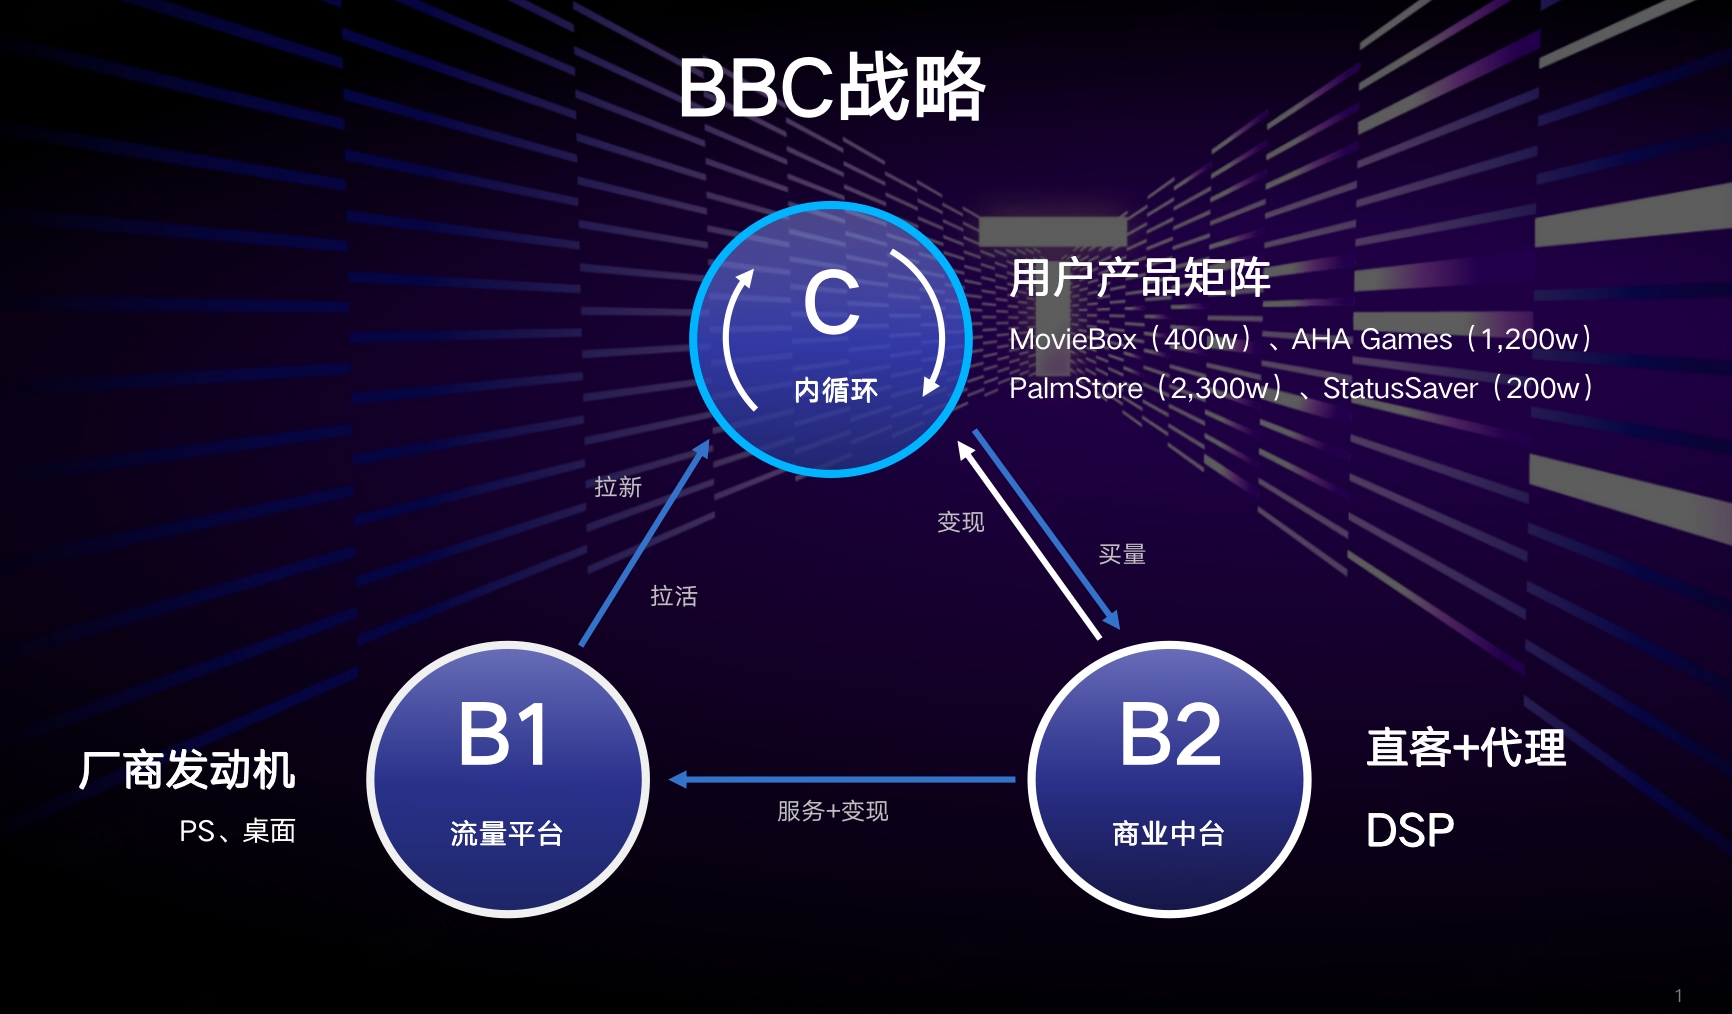 BBC战略
C
内循环
用户产品矩阵
MovieBox（400w）、AHA Games（1,200w）
PalmStore（2,300w）、StatusSaver（200w）
拉新
拉活
变现
买量
B1
流量平台
厂商发动机
PS、桌面
服务+变现
B2
商业中台
直客+代理
DSP
1